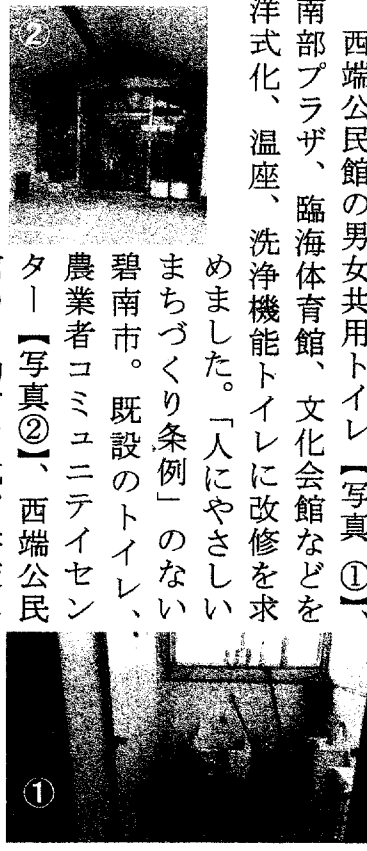 西端公民館の男女共用トイレ【写真①】、
南部プラザ、臨海体育館、文化会館などを
洋式化、温座、洗浄機能トイレに改修を求
めました。「人にやさしい
まちづくり条例」のない
碧南市。既設のトイレ、
農業者コミュニテイセン
ター【写真②】、西端公民
②
①